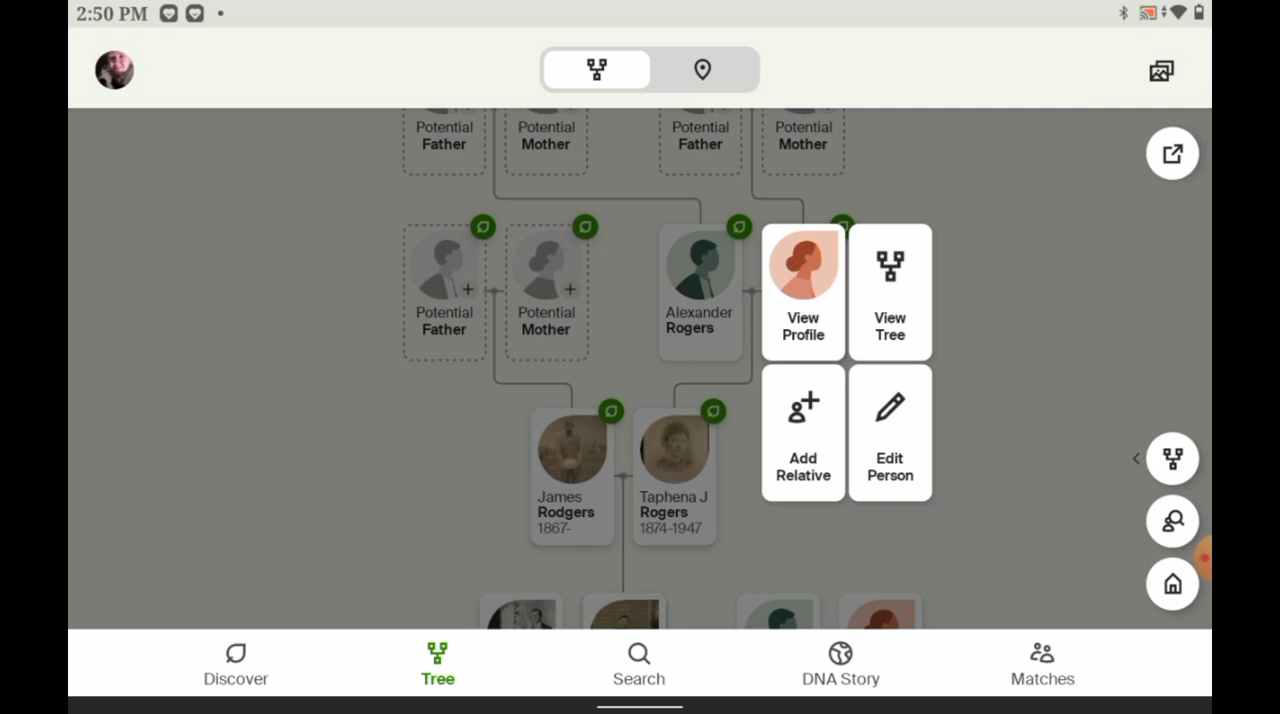 2:50 PM
Potential
Father
Potential
Mother
Potential
Father
Potential
Mother
Potential
Father
Potential
Mother
Alexander
Rogers
View
Profile
View
Tree
Add
Relative
Edit
Person
James
Rodgers
1867-
Taphena J
Rogers
1874-1947
Discover
Tree
Search
DNA Story
Matches